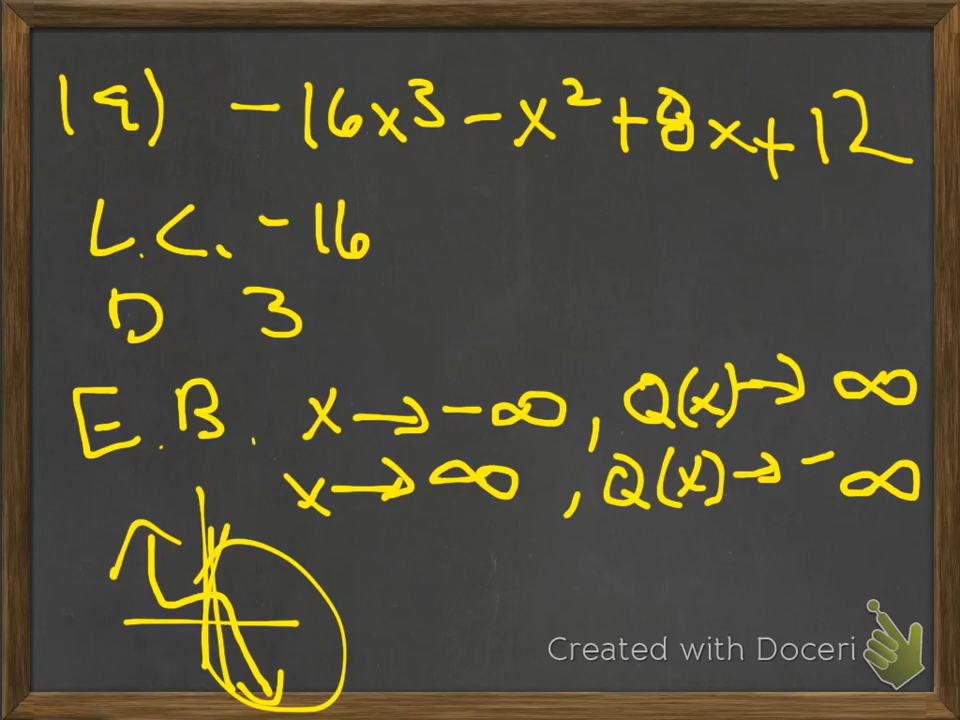 19) -16x³-x²+8x+12
L.C. -16
D 3
E.B. x→-∞, Q(x)→∞
x→∞, Q(x)→-∞
Created with Doceri